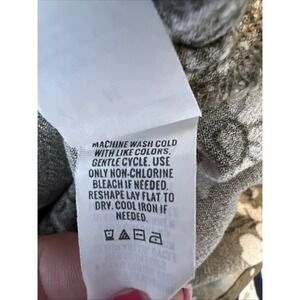 MACHINE WASH COLD
WITH LIKE COLORS,
GENTLE CYCLE. USE
ONLY NON-CHLORINE
BLEACH IF NEEDED.
RESHAPE LAY FLAT TO
DRY. COOL IRON IF
NEEDED.